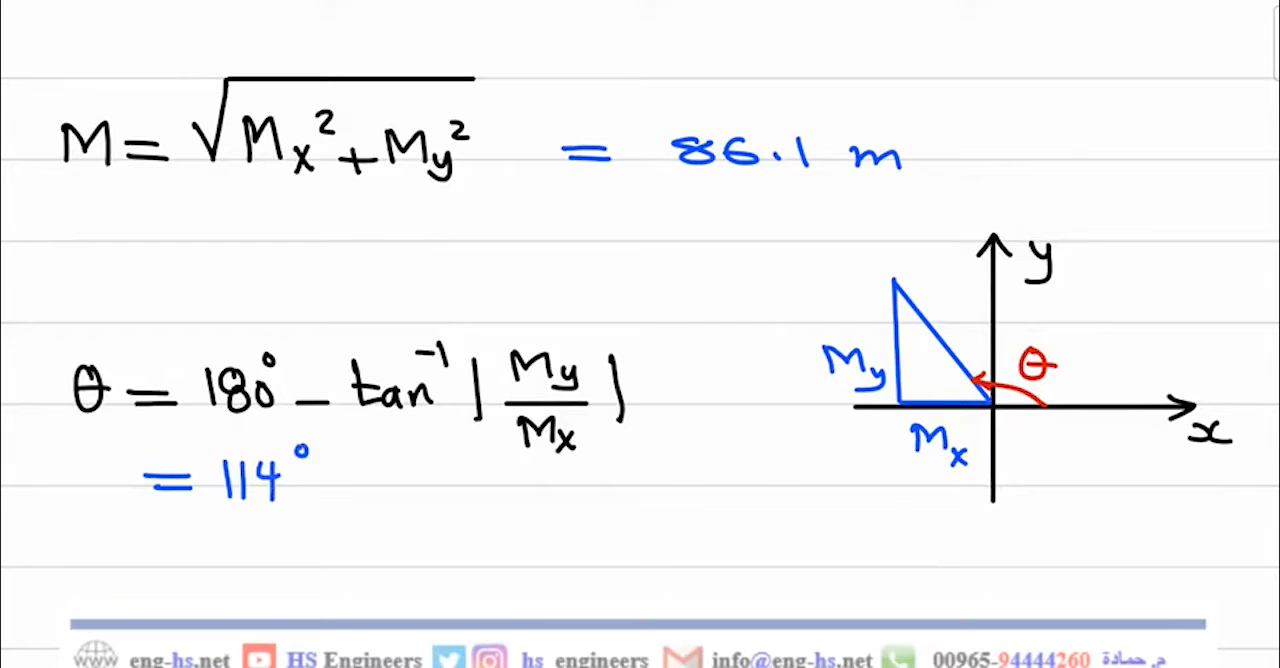 M = √Mx² + My² = 86.1 m
y
θ = 180° − tan⁻¹ | My / Mx |
θ
My
x
Mx
= 114°
www eng-hs.net HS Engineers hs_engineers info@eng-hs.net 00965-94444260 م. حمادة